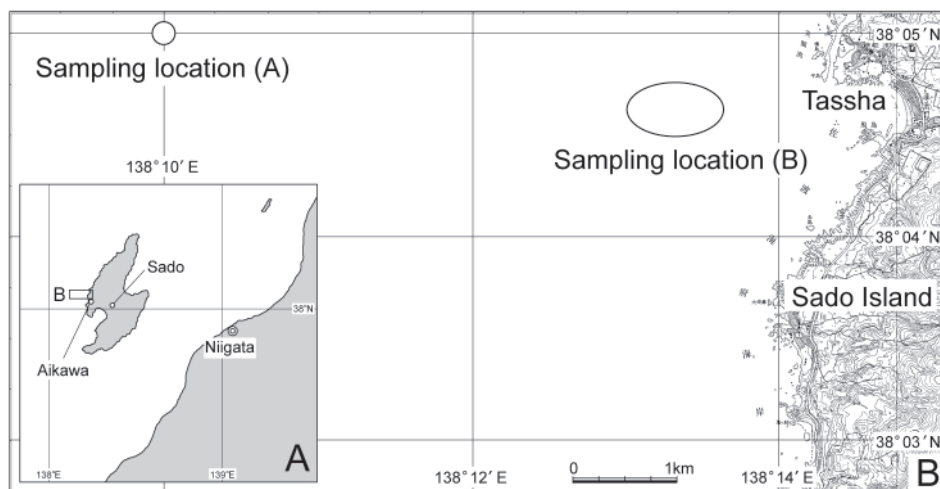 38° 05′ N
Sampling location (A)
Tassha
138° 10′ E
Sampling location (B)
38° 04′ N
Sado
B
38°N
Sado Island
Niigata
Aikawa
138°E
139°E
A
38° 03′ N
138° 12′ E
0
1km
138° 14′ E
B